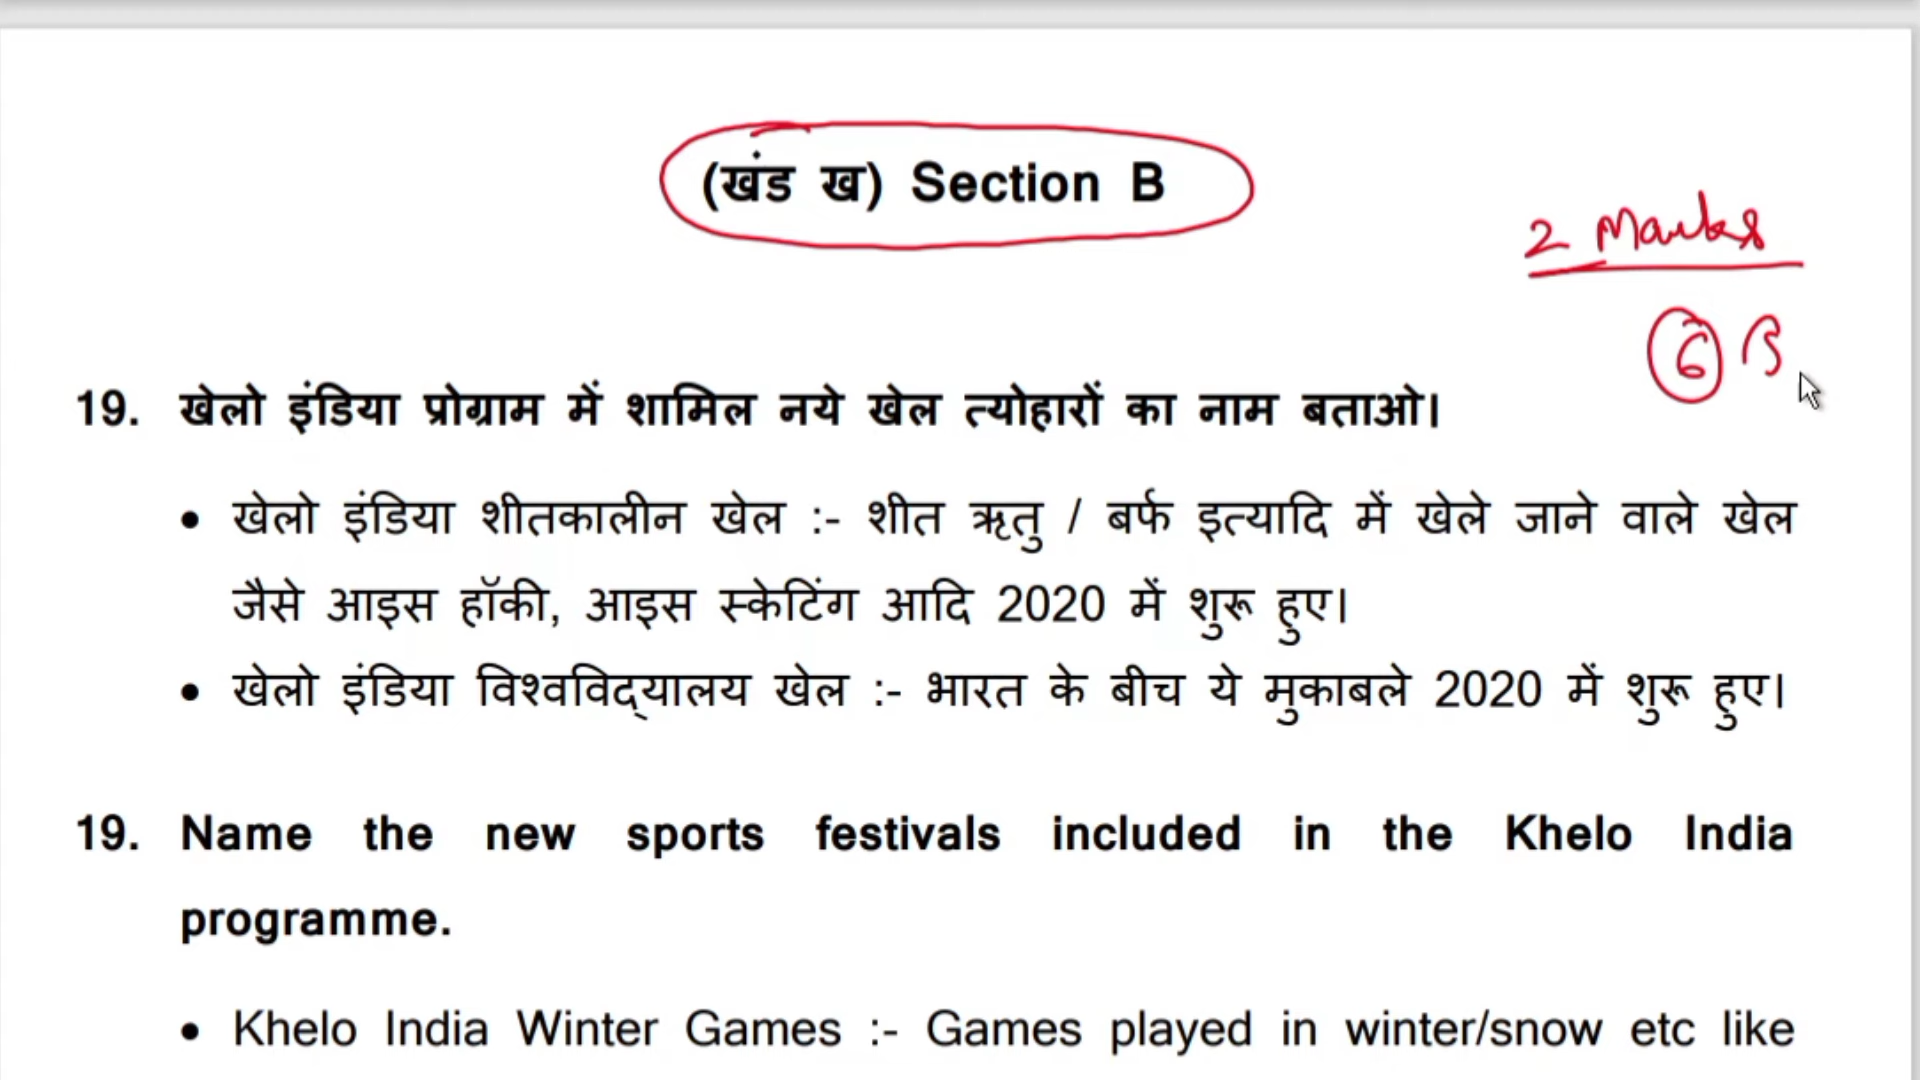 (खंड ख) Section B
2 Marks
6
19. खेलो इंडिया प्रोग्राम में शामिल नये खेल त्योहारों का नाम बताओ।
• खेलो इंडिया शीतकालीन खेल :- शीत ऋतु / बर्फ इत्यादि में खेले जाने वाले खेल
जैसे आइस हॉकी, आइस स्केटिंग आदि 2020 में शुरू हुए।
• खेलो इंडिया विश्वविद्यालय खेल :- भारत के बीच ये मुकाबले 2020 में शुरू हुए।
19. Name the new sports festivals included in the Khelo India
programme.
• Khelo India Winter Games :- Games played in winter/snow etc like